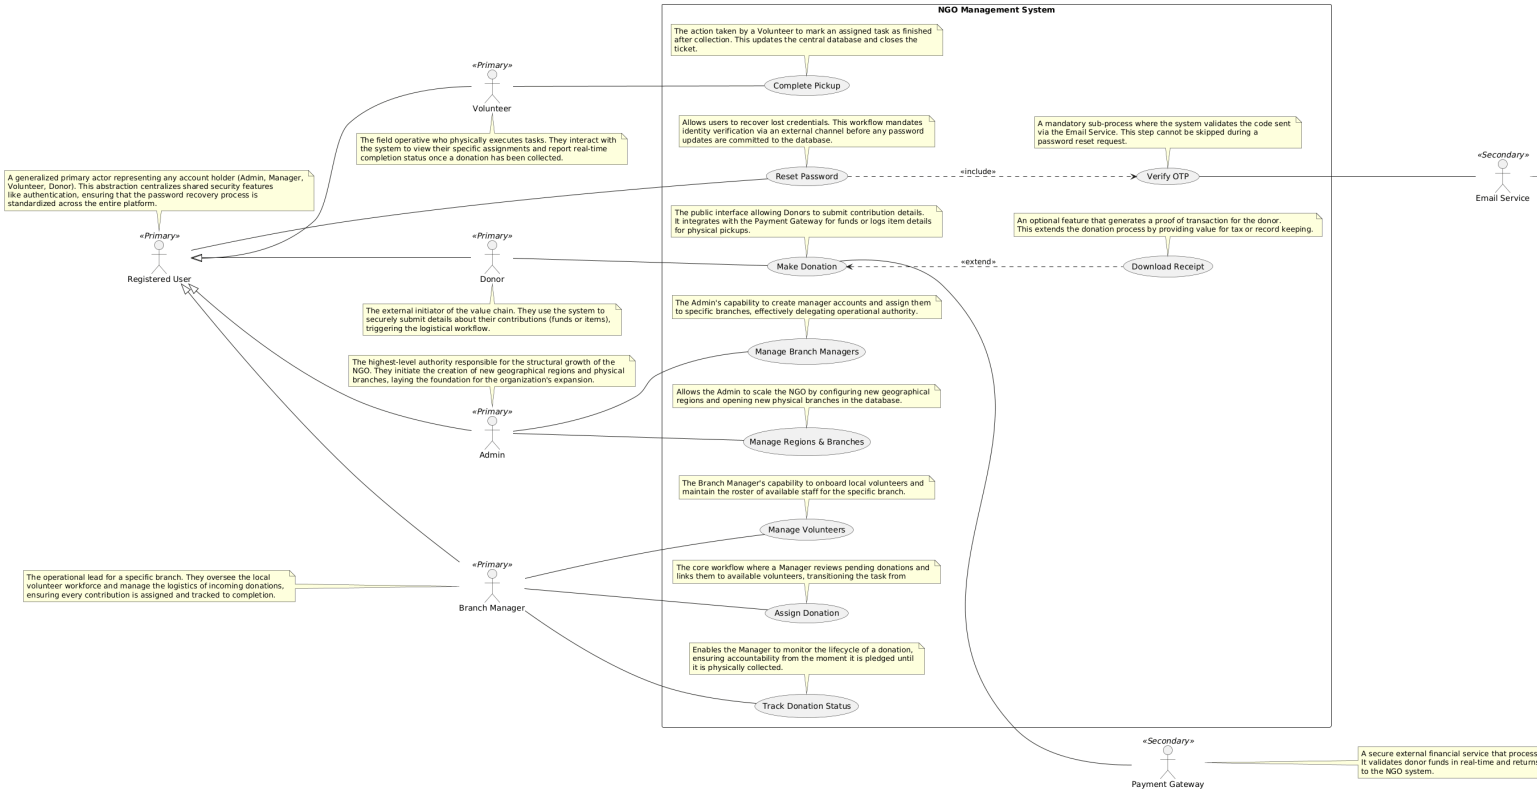 NGO Management System
The action taken by a Volunteer to mark an assigned task as finished
after collection. This updates the central database and closes the
ticket.
«Primary»
Volunteer
Complete Pickup
The field operative who physically executes tasks. They interact with
the system to view their specific assignments and report real-time
completion status once a donation has been collected.
Allows users to recover lost credentials. This workflow mandates
identity verification via an external channel before any password
updates are committed to the database.
A mandatory sub-process where the system validates the code sent
via the Email Service. This step cannot be skipped during a
password reset request.
Reset Password
«include»
Verify OTP
«Secondary»
Email Service
A generalized primary actor representing any account holder (Admin, Manager,
Volunteer, Donor). This abstraction centralizes shared security features
like authentication, ensuring that the password recovery process is
standardized across the entire platform.
«Primary»
Registered User
«Primary»
Donor
The public interface allowing Donors to submit contribution details.
It integrates with the Payment Gateway for funds or logs item details
for physical pickups.
An optional feature that generates a proof of transaction for the donor.
This extends the donation process by providing value for tax or record keeping.
Make Donation
«extend»
Download Receipt
The external initiator of the value chain. They use the system to
securely submit details about their contributions (funds or items),
triggering the logistical workflow.
The Admin's capability to create manager accounts and assign them
to specific branches, effectively delegating operational authority.
Manage Branch Managers
The highest-level authority responsible for the structural growth of the
NGO. They initiate the creation of new geographical regions and physical
branches, laying the foundation for the organization's expansion.
«Primary»
Admin
Allows the Admin to scale the NGO by configuring new geographical
regions and opening new physical branches in the database.
Manage Regions & Branches
The Branch Manager's capability to onboard local volunteers and
maintain the roster of available staff for the specific branch.
Manage Volunteers
The operational lead for a specific branch. They oversee the local
volunteer workforce and manage the logistics of incoming donations,
ensuring every contribution is assigned and tracked to completion.
«Primary»
Branch Manager
The core workflow where a Manager reviews pending donations and
links them to available volunteers, transitioning the task from
Assign Donation
Enables the Manager to monitor the lifecycle of a donation,
ensuring accountability from the moment it is pledged until
it is physically collected.
Track Donation Status
«Secondary»
Payment Gateway
A secure external financial service that process
It validates donor funds in real-time and returns
to the NGO system.